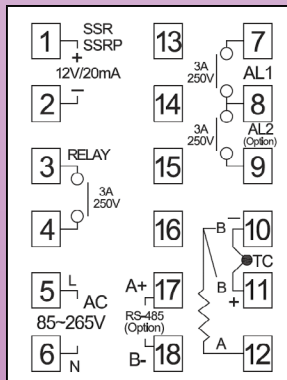 1 SSR 13 7
SSRP
+
12V/20mA
3A
250V
AL1
2 − 14 8
3A
250V
AL2
(Option)
3 RELAY 15 9
3A
250V
4 16 B − 10
TC
5 L A+ 17 B + 11
AC RS-485
85~265V (Option)
6 N B- 18 A 12